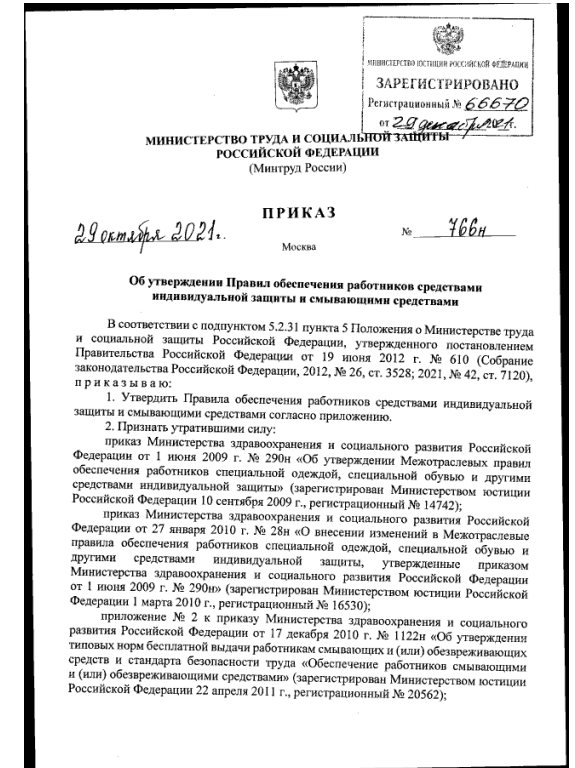 МИНИСТЕРСТВО ЮСТИЦИИ РОССИЙСКОЙ ФЕДЕРАЦИИ
ЗАРЕГИСТРИРОВАНО
Регистрационный № 66670
от 29 декабря 2021г.
МИНИСТЕРСТВО ТРУДА И СОЦИАЛЬНОЙ ЗАЩИТЫ
РОССИЙСКОЙ ФЕДЕРАЦИИ
(Минтруд России)
ПРИКАЗ
29 октября 2021г.
№ 766н
Москва
Об утверждении Правил обеспечения работников средствами
индивидуальной защиты и смывающими средствами
В соответствии с подпунктом 5.2.31 пункта 5 Положения о Министерстве труда
и социальной защиты Российской Федерации, утвержденного постановлением
Правительства Российской Федерации от 19 июня 2012 г. № 610 (Собрание
законодательства Российской Федерации, 2012, № 26, ст. 3528; 2021, № 42, ст. 7120),
п р и к а з ы в а ю:
1. Утвердить Правила обеспечения работников средствами индивидуальной
защиты и смывающими средствами согласно приложению.
2. Признать утратившими силу:
приказ Министерства здравоохранения и социального развития Российской
Федерации от 1 июня 2009 г. № 290н «Об утверждении Межотраслевых правил
обеспечения работников специальной одеждой, специальной обувью и другими
средствами индивидуальной защиты» (зарегистрирован Министерством юстиции
Российской Федерации 10 сентября 2009 г., регистрационный № 14742);
приказ Министерства здравоохранения и социального развития Российской
Федерации от 27 января 2010 г. № 28н «О внесении изменений в Межотраслевые
правила обеспечения работников специальной одеждой, специальной обувью и
другими средствами индивидуальной защиты, утвержденные приказом
Министерства здравоохранения и социального развития Российской Федерации
от 1 июня 2009 г. № 290н» (зарегистрирован Министерством юстиции Российской
Федерации 1 марта 2010 г., регистрационный № 16530);
приложение № 2 к приказу Министерства здравоохранения и социального
развития Российской Федерации от 17 декабря 2010 г. № 1122н «Об утверждении
типовых норм бесплатной выдачи работникам смывающих и (или) обезвреживающих
средств и стандарта безопасности труда «Обеспечение работников смывающими
и (или) обезвреживающими средствами» (зарегистрирован Министерством юстиции
Российской Федерации 22 апреля 2011 г., регистрационный № 20562);